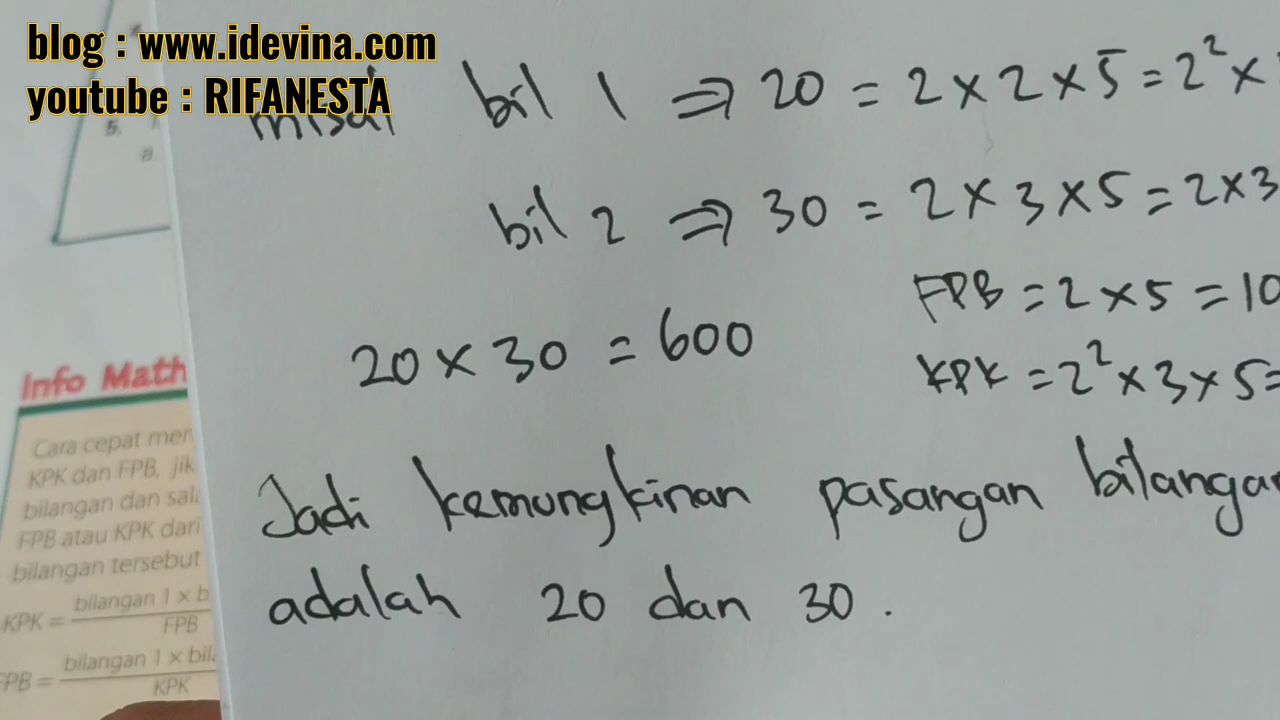 blog : www.idevina.com
youtube : RIFANESTA
misal bil 1 ⇒ 20 = 2 × 2 × 5 = 2² ×
bil 2 ⇒ 30 = 2 × 3 × 5 = 2 × 3
FPB = 2 × 5 = 10
20 × 30 = 600
KPK = 2² × 3 × 5 =
Jadi kemungkinan pasangan bilangan
adalah 20 dan 30.
5.
a.
Info Math
Cara cepat men
KPK dan FPB, jik
bilangan dan sal
FPB atau KPK dari
bilangan tersebut
KPK = bilangan 1 × b
FPB
FPB = bilangan 1 × bil
KPK